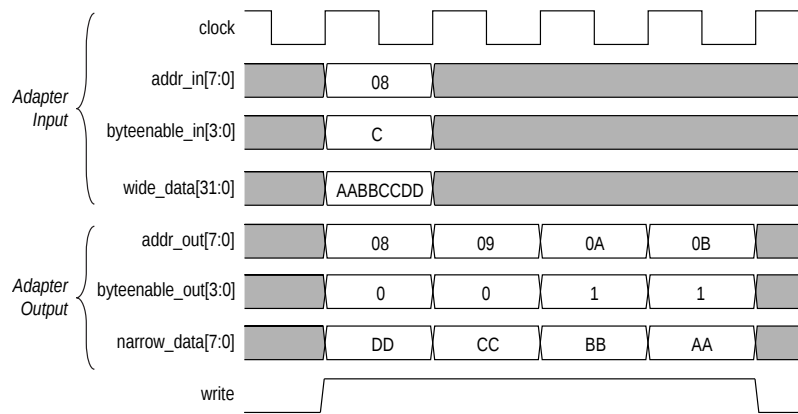 clock
Adapter
Input
addr_in[7:0] 08
byteenable_in[3:0] C
wide_data[31:0] AABBCCDD
Adapter
Output
addr_out[7:0] 08 09 0A 0B
byteenable_out[3:0] 0 0 1 1
narrow_data[7:0] DD CC BB AA
write